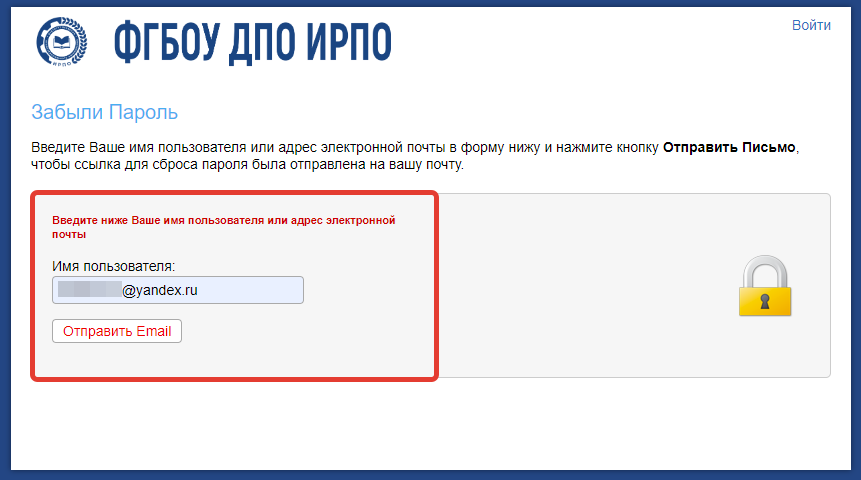 ИРПО
ФГБОУ ДПО ИРПО
Войти
Забыли Пароль
Введите Ваше имя пользователя или адрес электронной почты в форму нижу и нажмите кнопку Отправить Письмо,
чтобы ссылка для сброса пароля была отправлена на вашу почту.
Введите ниже Ваше имя пользователя или адрес электронной
почты
Имя пользователя:
@yandex.ru
Отправить Email